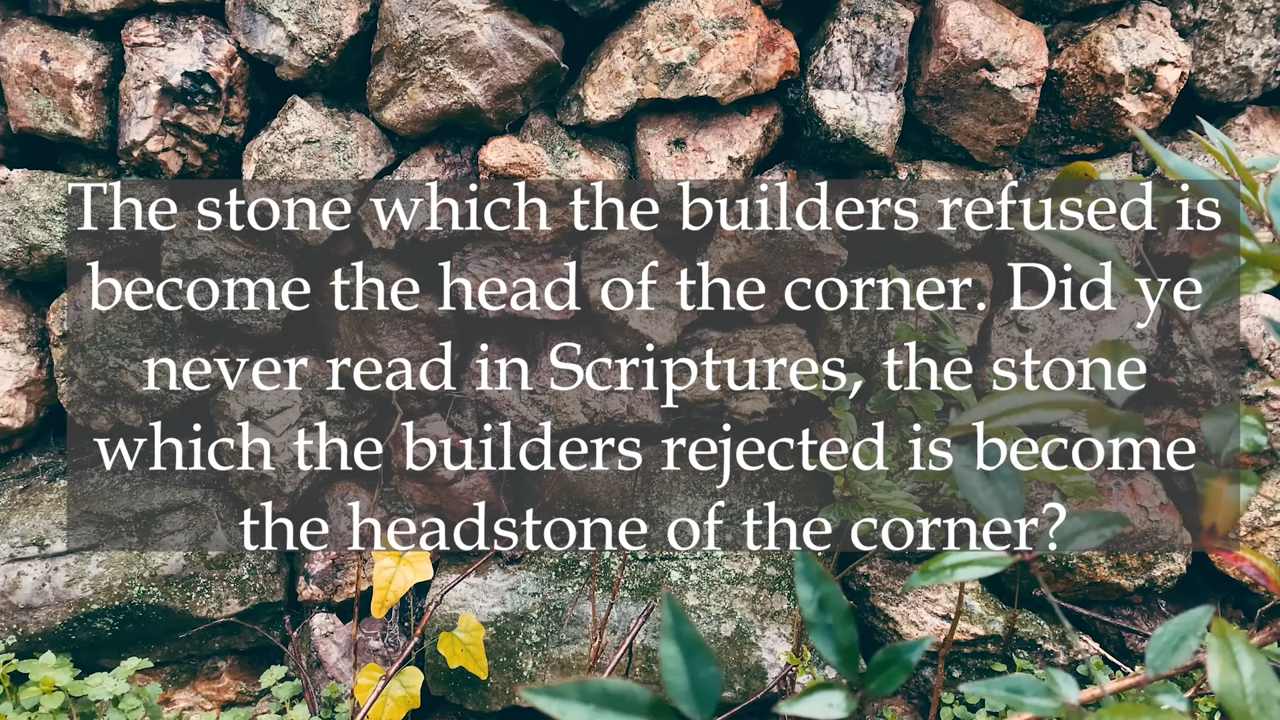 The stone which the builders refused is
become the head of the corner. Did ye
never read in Scriptures, the stone
which the builders rejected is become
the headstone of the corner?